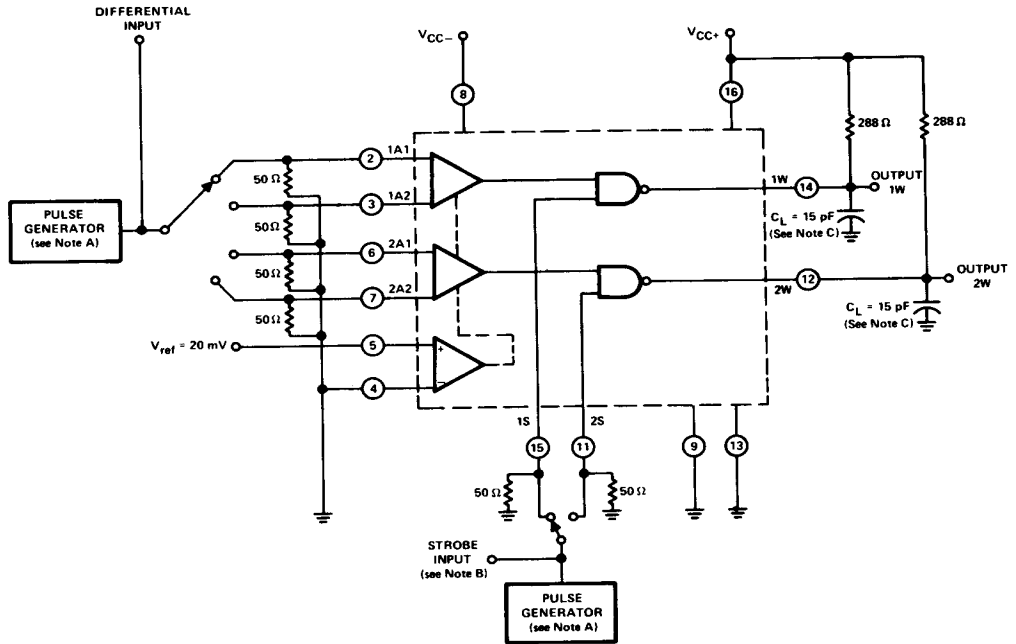 DIFFERENTIAL
INPUT
VCC−
VCC+
8
16
288 Ω
288 Ω
2
1A1
50 Ω
1W
14
OUTPUT
1W
3
1A2
PULSE
GENERATOR
(see Note A)
50 Ω
CL = 15 pF
(See Note C)
6
2A1
50 Ω
12
2W
OUTPUT
2W
7
2A2
50 Ω
CL = 15 pF
(See Note C)
Vref = 20 mV
5
+
4
−
1S
2S
15
11
9
13
50 Ω
50 Ω
STROBE
INPUT
(see Note B)
PULSE
GENERATOR
(see Note A)